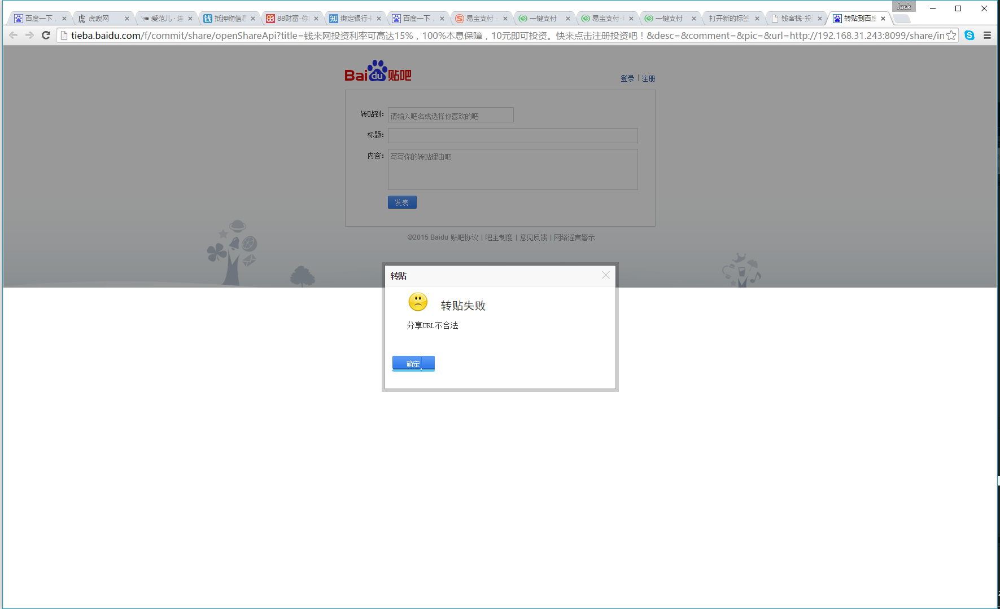 Jack
百度一下，
虎嗅网
爱范儿 · 连
抵押物信息
88财富-你
绑定银行卡
百度一下，
易宝支付 -
一键支付
易宝支付-
一键支付
打开新的标签
钱客栈-投
转贴到百度
tieba.baidu.com/f/commit/share/openShareApi?title=钱来网投资利率可高达15%，100%本息保障，10元即可投资。快来点击注册投资吧！&desc=&comment=&pic=&url=http://192.168.31.243:8099/share/in
Bai du 贴吧
登录 | 注册
转贴到： 请输入吧名或选择你喜欢的吧
标题：
内容： 写写你的转贴理由吧
发表
©2015 Baidu 贴吧协议 | 吧主制度 | 意见反馈 | 网络谣言警示
转贴
转贴失败
分享URL不合法
确定